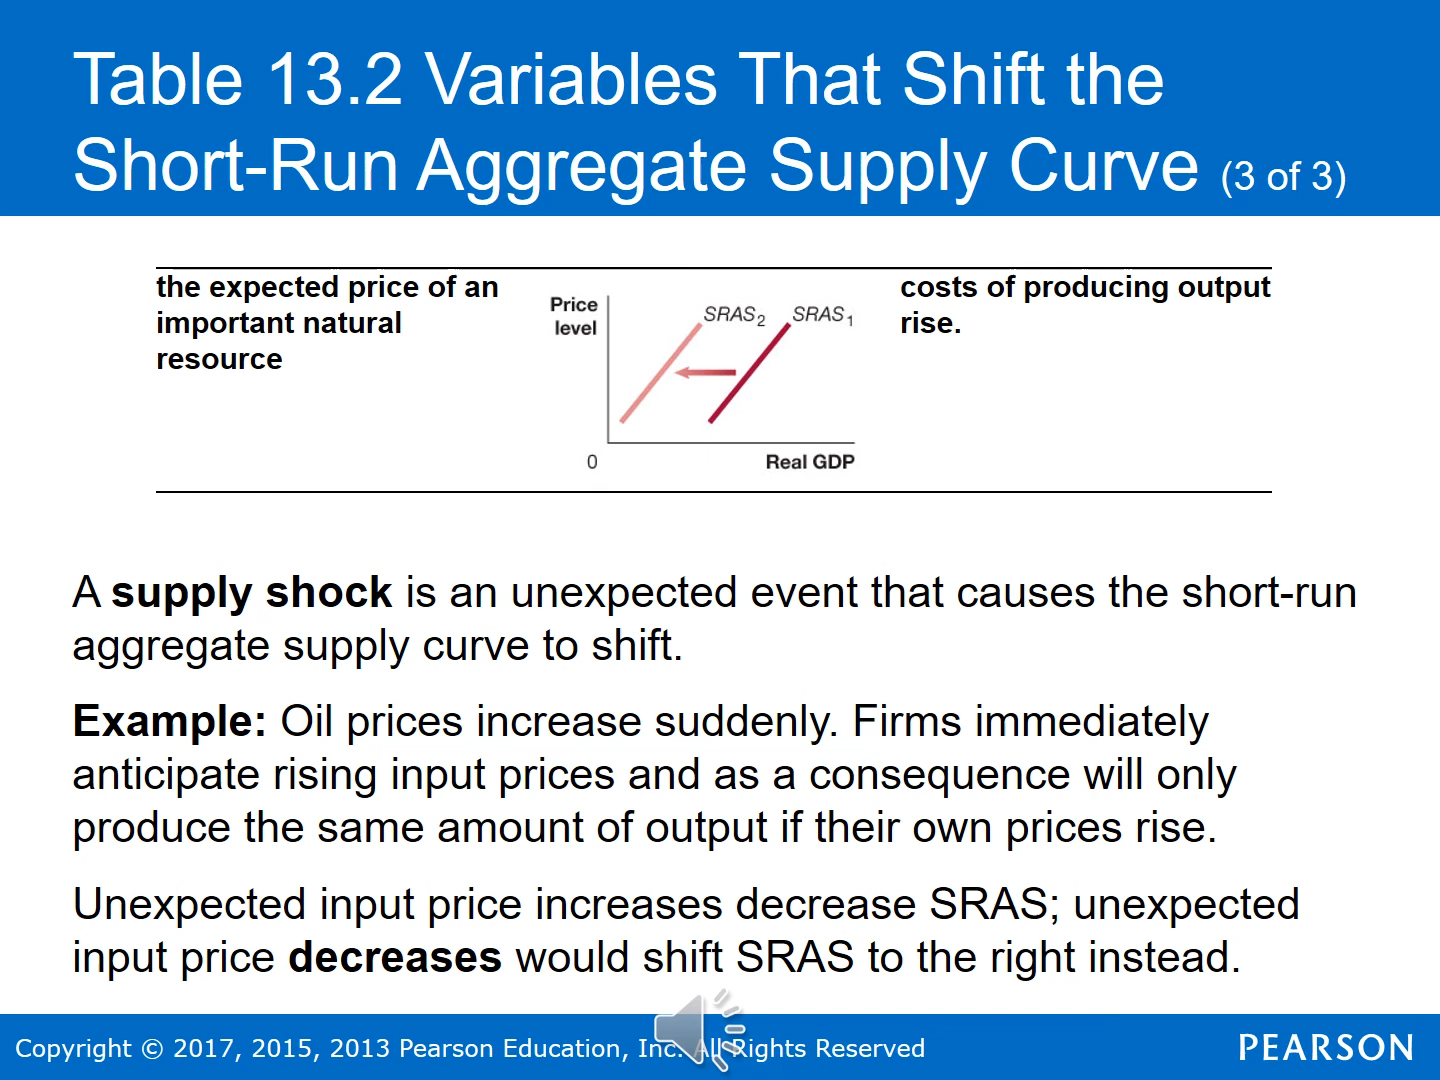 Table 13.2 Variables That Shift the
Short-Run Aggregate Supply Curve (3 of 3)
the expected price of an
important natural
resource
Price
level
SRAS2
SRAS1
0
Real GDP
costs of producing output
rise.
A supply shock is an unexpected event that causes the short-run
aggregate supply curve to shift.
Example: Oil prices increase suddenly. Firms immediately
anticipate rising input prices and as a consequence will only
produce the same amount of output if their own prices rise.
Unexpected input price increases decrease SRAS; unexpected
input price decreases would shift SRAS to the right instead.
Copyright © 2017, 2015, 2013 Pearson Education, Inc. All Rights Reserved
PEARSON